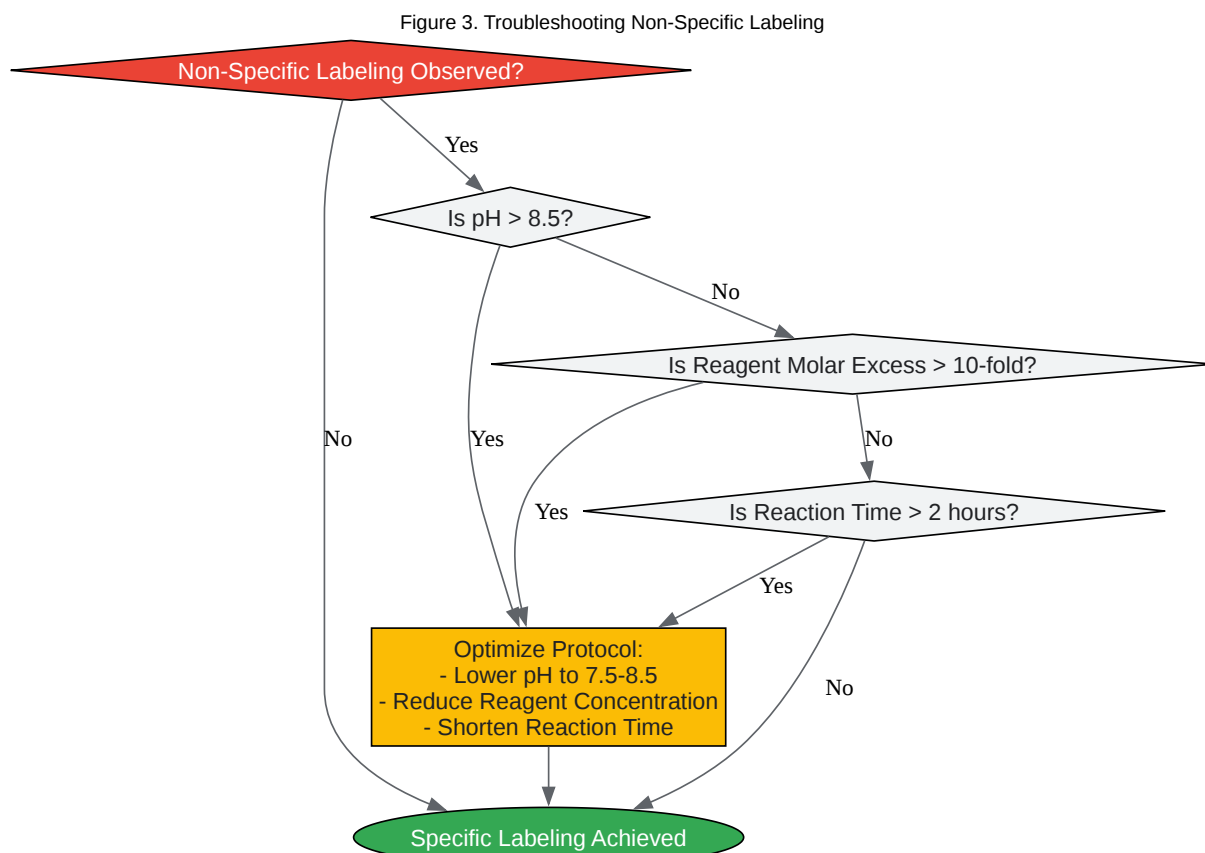 Figure 3. Troubleshooting Non-Specific Labeling
Non-Specific Labeling Observed?
Yes
Is pH > 8.5?
No
Is Reagent Molar Excess > 10-fold?
No
Yes
No
Yes
Is Reaction Time > 2 hours?
Yes
Optimize Protocol:
- Lower pH to 7.5-8.5
- Reduce Reagent Concentration
- Shorten Reaction Time
No
Specific Labeling Achieved